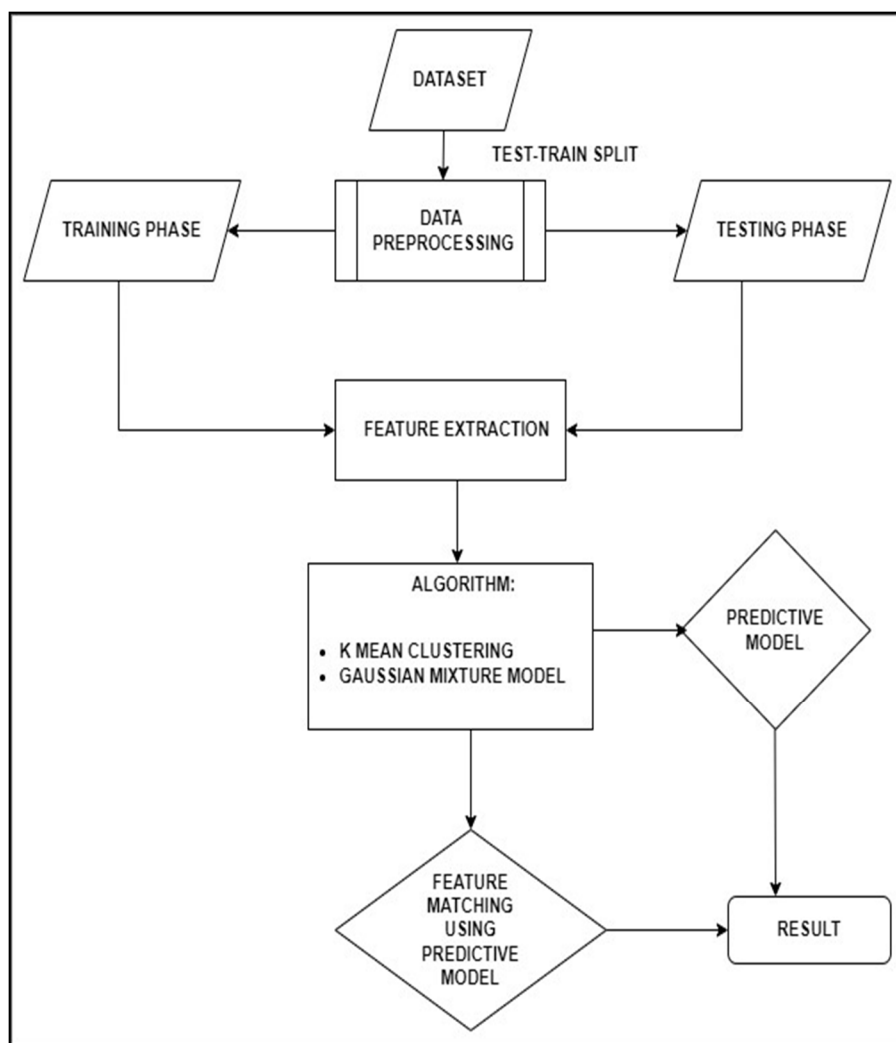 DATASET
TEST-TRAIN SPLIT
TRAINING PHASE
DATA
PREPROCESSING
TESTING PHASE
FEATURE EXTRACTION
ALGORITHM:
• K MEAN CLUSTERING
• GAUSSIAN MIXTURE MODEL
PREDICTIVE
MODEL
FEATURE
MATCHING
USING
PREDICTIVE
MODEL
RESULT